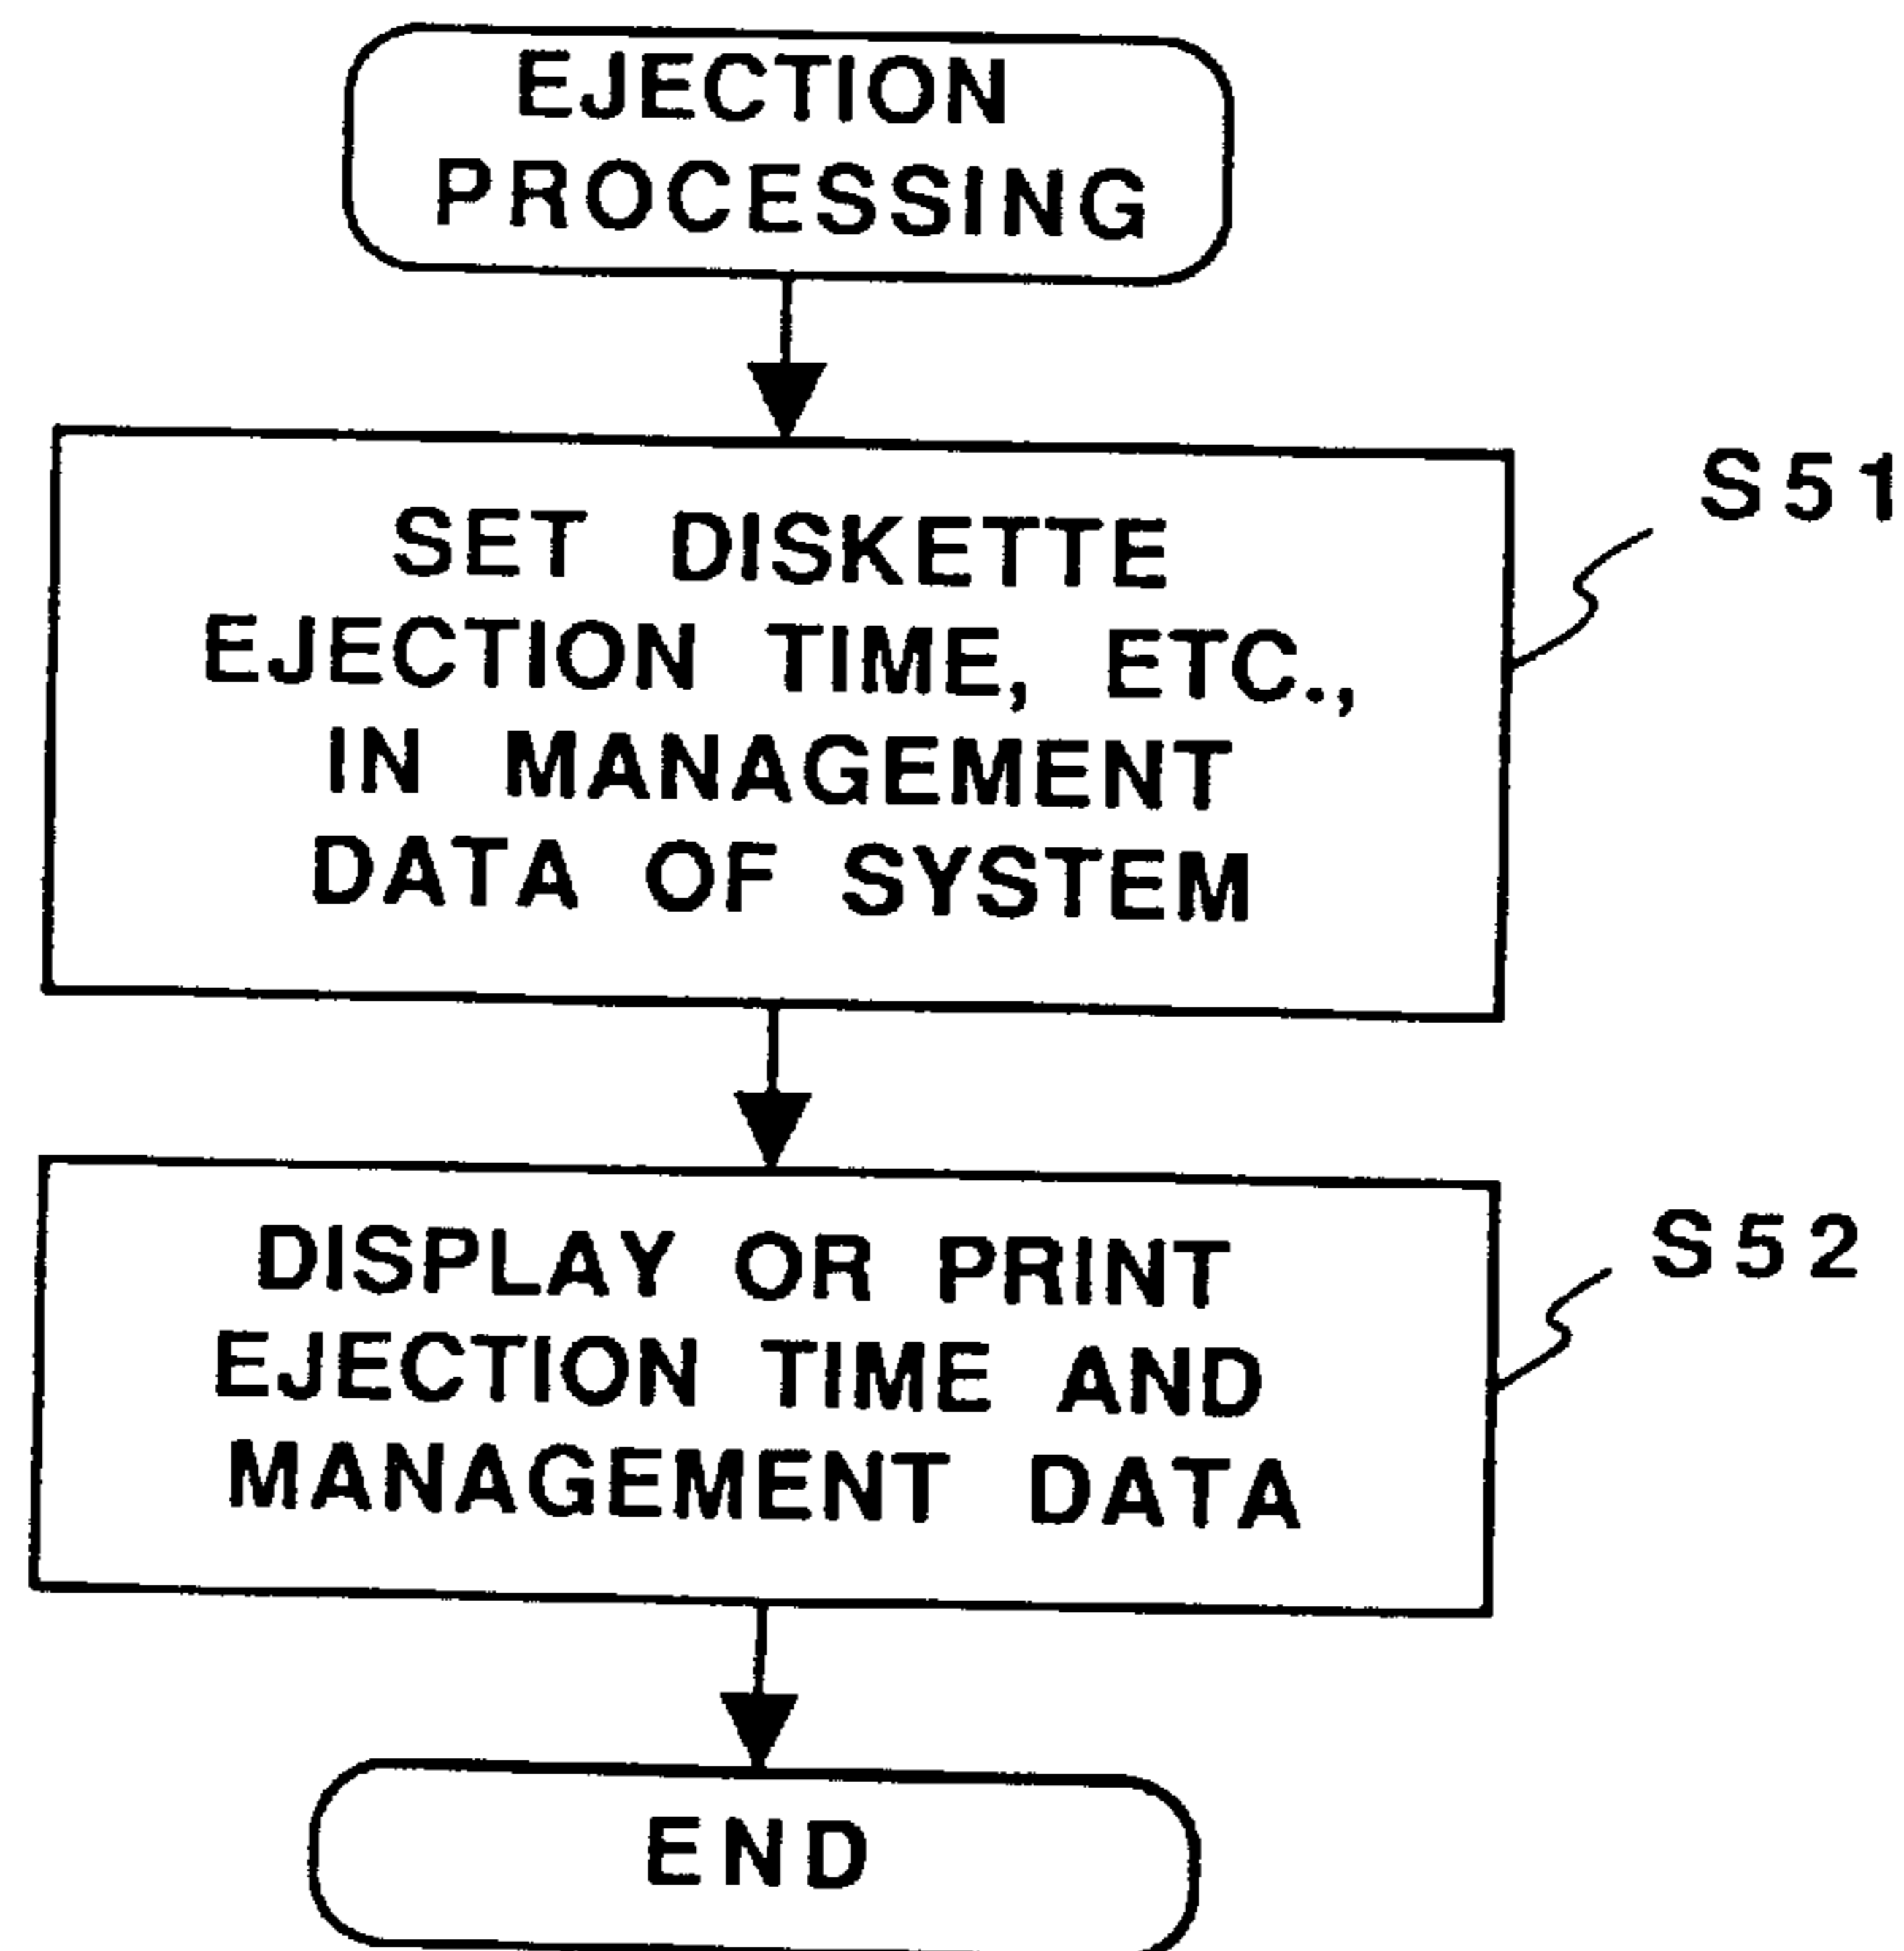 EJECTION
PROCESSING
S51
SET DISKETTE
EJECTION TIME, ETC.,
IN MANAGEMENT
DATA OF SYSTEM
S52
DISPLAY OR PRINT
EJECTION TIME AND
MANAGEMENT DATA
END